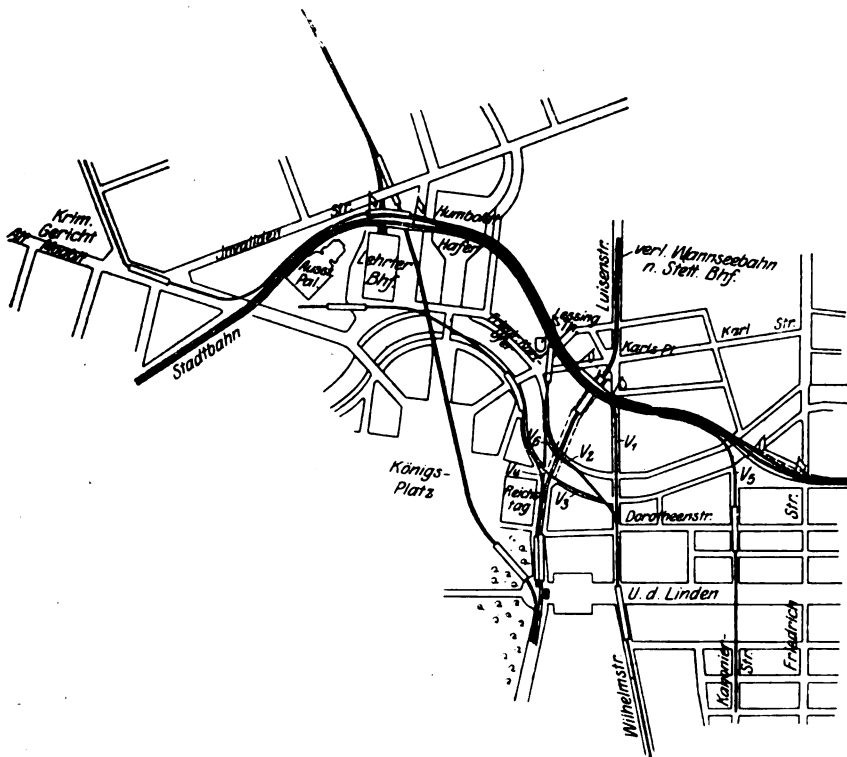 Krim.
Gericht
Alt
Moabit
Invaliden
Str.
Humboldt
Hafen
Ausst.
Pal.
Lehrter
Bhf.
Stadtbahn
Luisenstr.
verl. Wannseebahn
n. Stett. Bhf.
Lessing
Karl
Str.
Karls Pl.
V6
V2
V1
V5
V4
V3
Königs-
Platz
Reichs
tag
Dorotheenstr.
Str.
Friedrich
U. d. Linden
Wilhelmstr.
Kanonier-
Str.